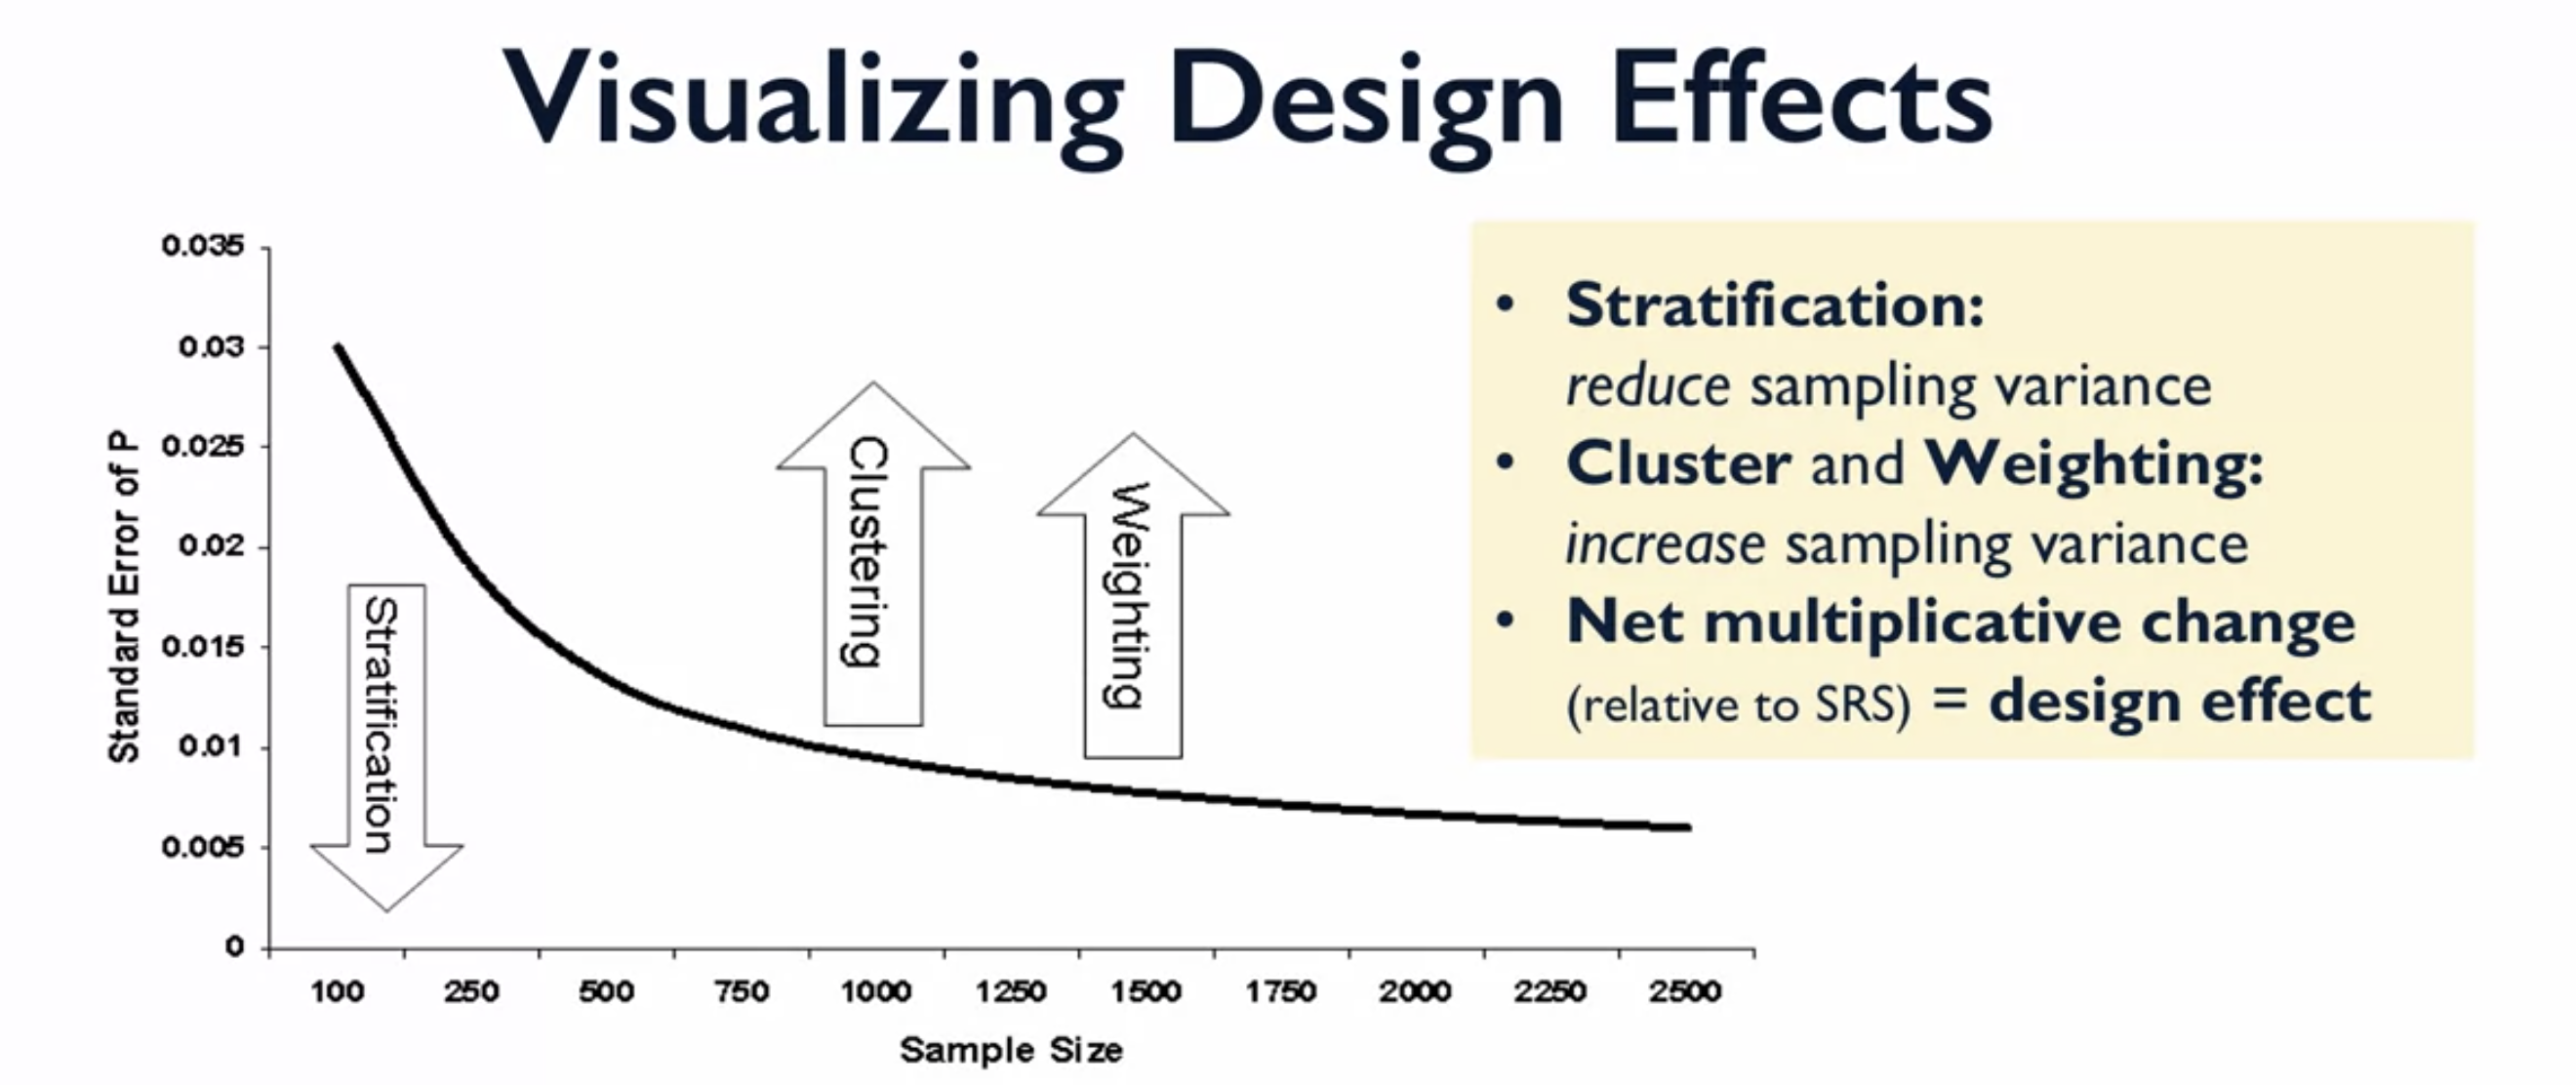 Visualizing Design Effects
0.035
0.03
0.025
0.02
0.015
0.01
0.005
0
Standard Error of P
Stratification
Clustering
Weighting
100 250 500 750 1000 1250 1500 1750 2000 2250 2500
Sample Size
• Stratification:
reduce sampling variance
• Cluster and Weighting:
increase sampling variance
• Net multiplicative change
(relative to SRS) = design effect